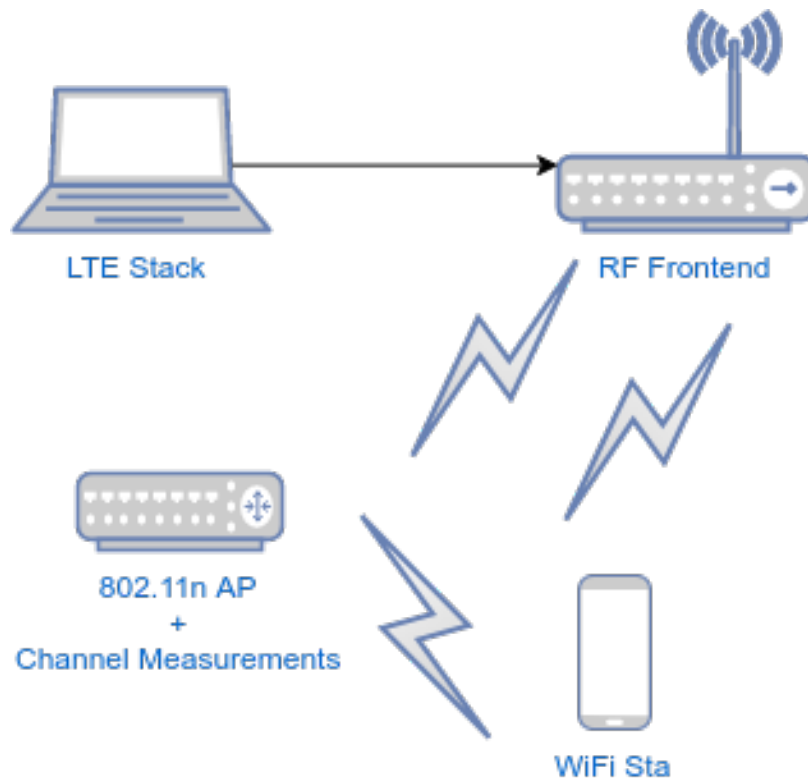 LTE Stack
RF Frontend
802.11n AP
+
Channel Measurements
WiFi Sta